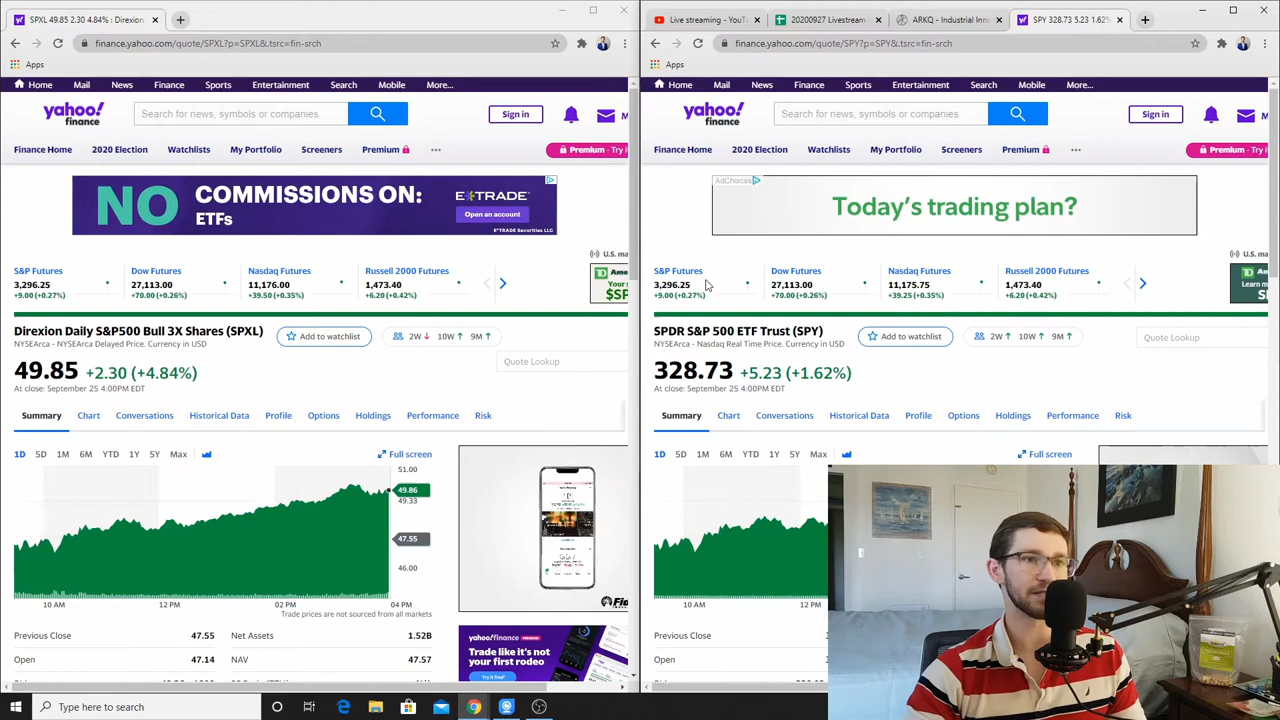 SPXL 49.85 2.30 4.84% : Direxion
finance.yahoo.com/quote/SPXL?p=SPXL&.tsrc=fin-srch
Apps
Home Mail News Finance Sports Entertainment Search Mobile More...
yahoo!
finance
Search for news, symbols or companies
Sign in
Finance Home 2020 Election Watchlists My Portfolio Screeners Premium ...
Premium - Try i
NO COMMISSIONS ON:
ETFs
E*TRADE
Open an account
E*TRADE Securities LLC
U.S. ma
S&P Futures Dow Futures Nasdaq Futures Russell 2000 Futures
3,296.25 27,113.00 11,176.00 1,473.40
+9.00 (+0.27%) +70.00 (+0.26%) +39.50 (+0.35%) +6.20 (+0.42%)
Direxion Daily S&P500 Bull 3X Shares (SPXL)
NYSEArca - NYSEArca Delayed Price. Currency in USD
Add to watchlist
2W 10W 9M
Quote Lookup
49.85 +2.30 (+4.84%)
At close: September 25 4:00PM EDT
Summary Chart Conversations Historical Data Profile Options Holdings Performance Risk
1D 5D 1M 6M YTD 1Y 5Y Max
Full screen
51.00
49.86
49.33
47.55
46.00
10 AM 12 PM 02 PM 04 PM
Trade prices are not sourced from all markets
Previous Close 47.55 Net Assets 1.52B
Open 47.14 NAV 47.57
yahoo!finance PREMIUM
Trade like it's not
your first rodeo
Try it free*
Live streaming - YouT
20200927 Livestream
ARKQ - Industrial Inno
SPY 328.73 5.23 1.62%
finance.yahoo.com/quote/SPY?p=SPY&.tsrc=fin-srch
Apps
Home Mail News Finance Sports Entertainment Search Mobile More...
yahoo!
finance
Search for news, symbols or companies
Sign in
Finance Home 2020 Election Watchlists My Portfolio Screeners Premium ...
Premium - Try it
AdChoices
Today's trading plan?
U.S. ma
S&P Futures Dow Futures Nasdaq Futures Russell 2000 Futures
3,296.25 27,113.00 11,175.75 1,473.40
+9.00 (+0.27%) +70.00 (+0.26%) +39.25 (+0.35%) +6.20 (+0.42%)
SPDR S&P 500 ETF Trust (SPY)
NYSEArca - Nasdaq Real Time Price. Currency in USD
Add to watchlist
2W 10W 9M
Quote Lookup
328.73 +5.23 (+1.62%)
At close: September 25 4:00PM EDT
Summary Chart Conversations Historical Data Profile Options Holdings Performance Risk
1D 5D 1M 6M YTD 1Y 5Y Max
Full screen
10 AM 12 PM
Previous Close
Open
Type here to search